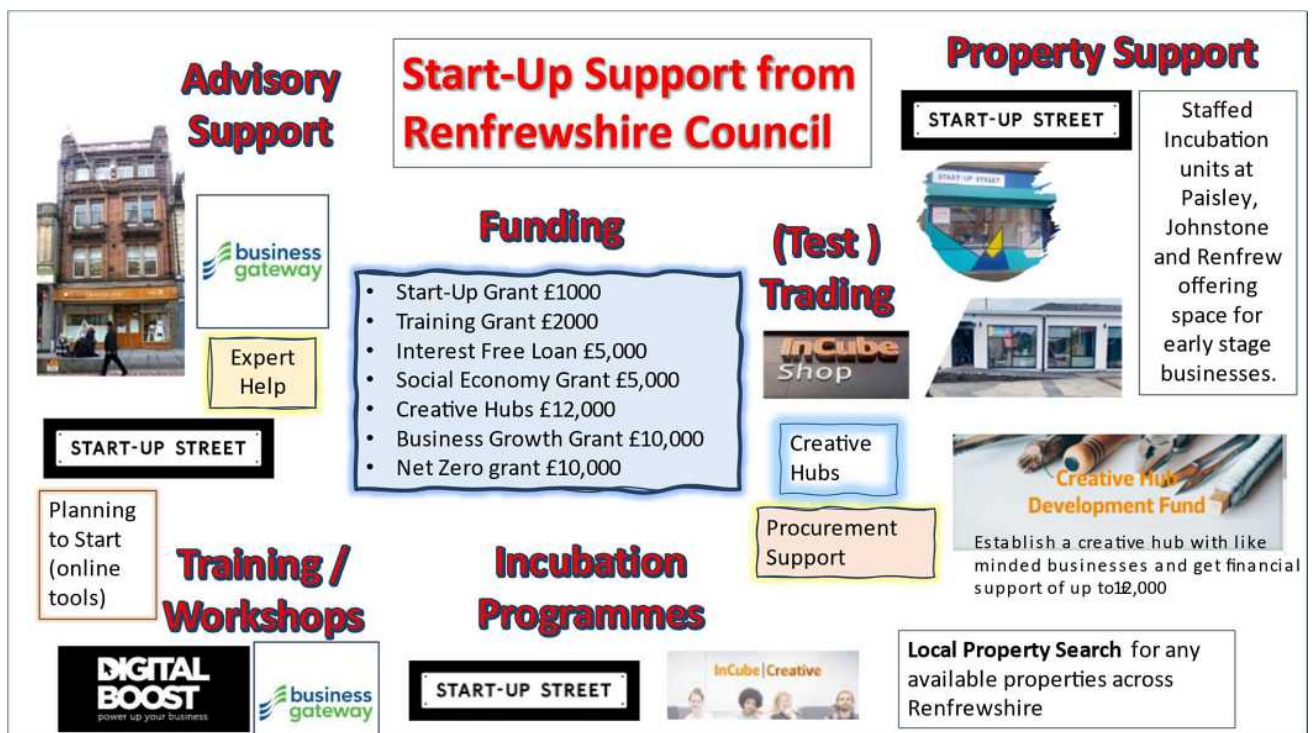 Start-Up Support from
Renfrewshire Council
Advisory
Support
business
gateway
Expert
Help
START-UP STREET
Planning
to Start
(online
tools)
Funding
• Start-Up Grant £1000
• Training Grant £2000
• Interest Free Loan £5,000
• Social Economy Grant £5,000
• Creative Hubs £12,000
• Business Growth Grant £10,000
• Net Zero grant £10,000
(Test )
Trading
InCube
Shop
Creative
Hubs
Procurement
Support
Property Support
START-UP STREET
START-UP STREET
Staffed
Incubation
units at
Paisley,
Johnstone
and Renfrew
offering
space for
early stage
businesses.
Creative Hub
Development Fund
Establish a creative hub with like
minded businesses and get financial
support of up to £12,000
Training /
Workshops
DIGITAL
BOOST
power up your business
business
gateway
Incubation
Programmes
START-UP STREET
InCube|Creative
Local Property Search for any
available properties across
Renfrewshire